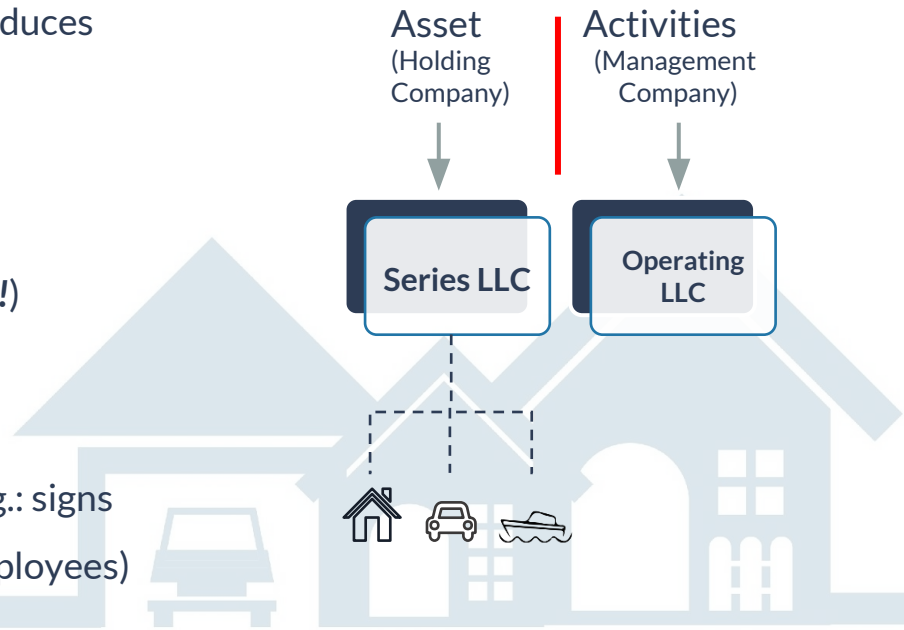 duces
!)
g.: signs
ployees)
Asset
(Holding
Company)
Activities
(Management
Company)
Series LLC
Operating
LLC